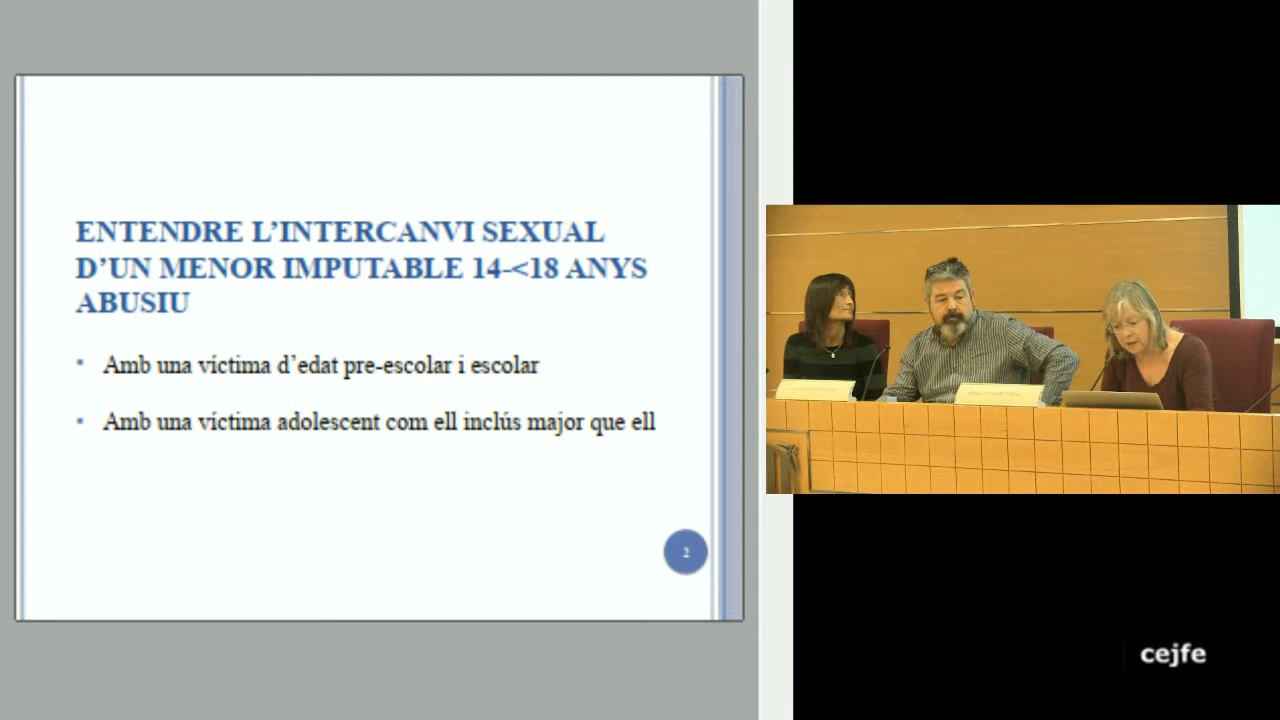 ENTENDRE L'INTERCANVI SEXUAL
D'UN MENOR IMPUTABLE 14-<18 ANYS
ABUSIU
• Amb una víctima d'edat pre-escolar i escolar
• Amb una víctima adolescent com ell inclús major que ell
2
cejfe